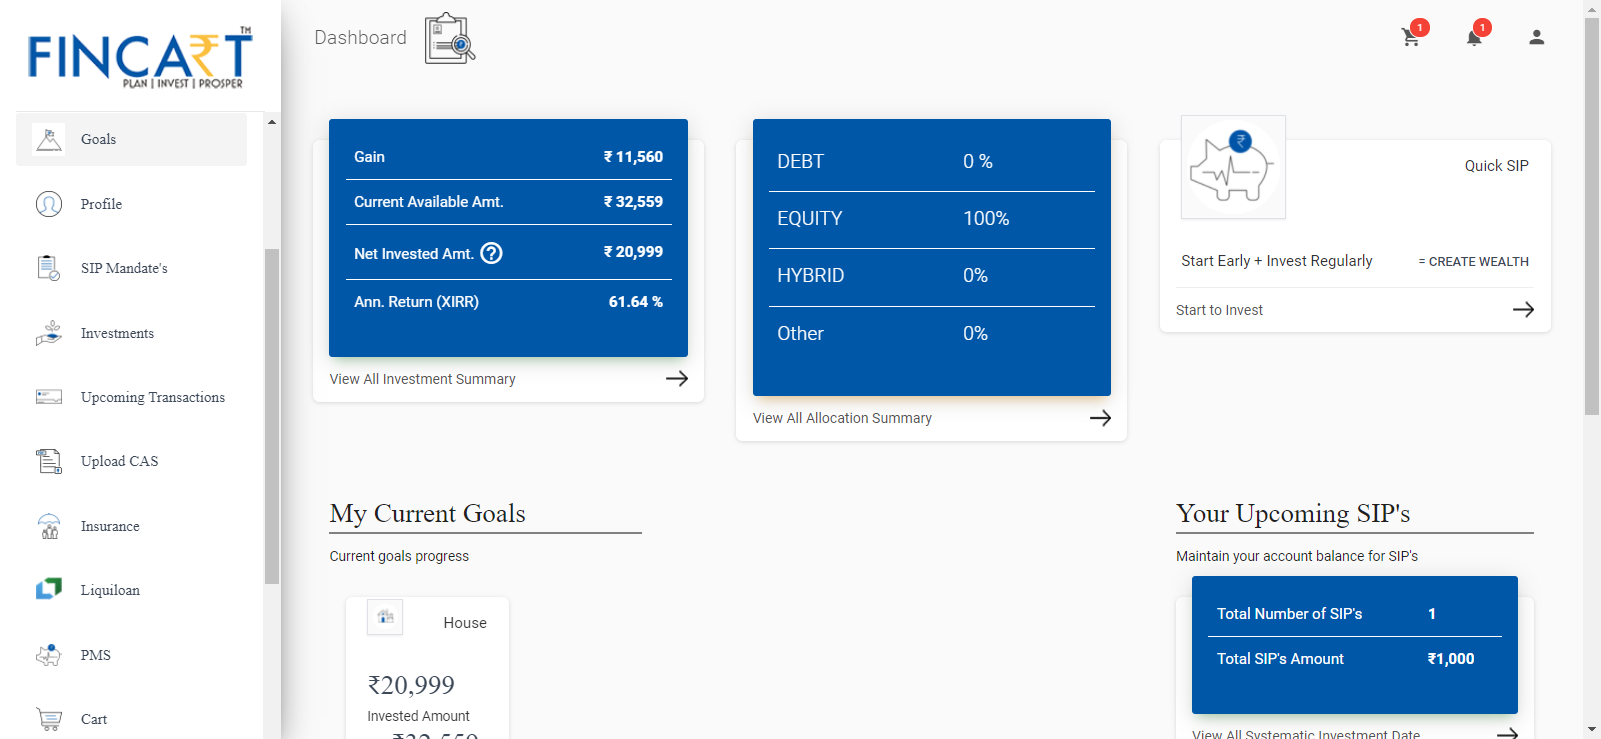 FINCART
TM
PLAN | INVEST | PROSPER
Goals
Profile
SIP Mandate's
Investments
Upcoming Transactions
Upload CAS
Insurance
Liquiloan
PMS
Cart
Dashboard
1
1
Gain ₹ 11,560
Current Available Amt. ₹ 32,559
Net Invested Amt. ? ₹ 20,999
Ann. Return (XIRR) 61.64 %
View All Investment Summary
DEBT 0 %
EQUITY 100%
HYBRID 0%
Other 0%
View All Allocation Summary
₹
Quick SIP
Start Early + Invest Regularly = CREATE WEALTH
Start to Invest
My Current Goals
Current goals progress
House
₹20,999
Invested Amount
₹32,559
Your Upcoming SIP's
Maintain your account balance for SIP's
Total Number of SIP's 1
Total SIP's Amount ₹1,000
View All Systematic Investment Date